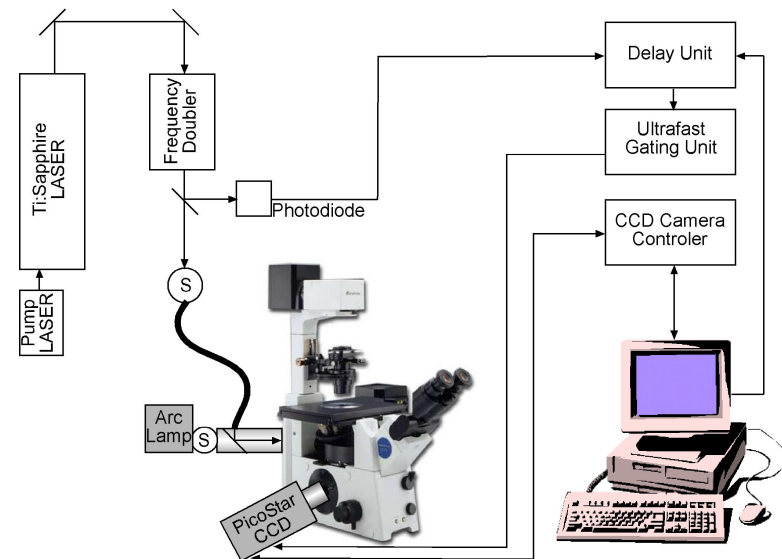 Delay Unit
Ultrafast
Gating Unit
Ti:Sapphire
LASER
Frequency
Doubler
Photodiode
CCD Camera
Controler
Pump
LASER
S
Arc
Lamp
S
PicoStar
CCD